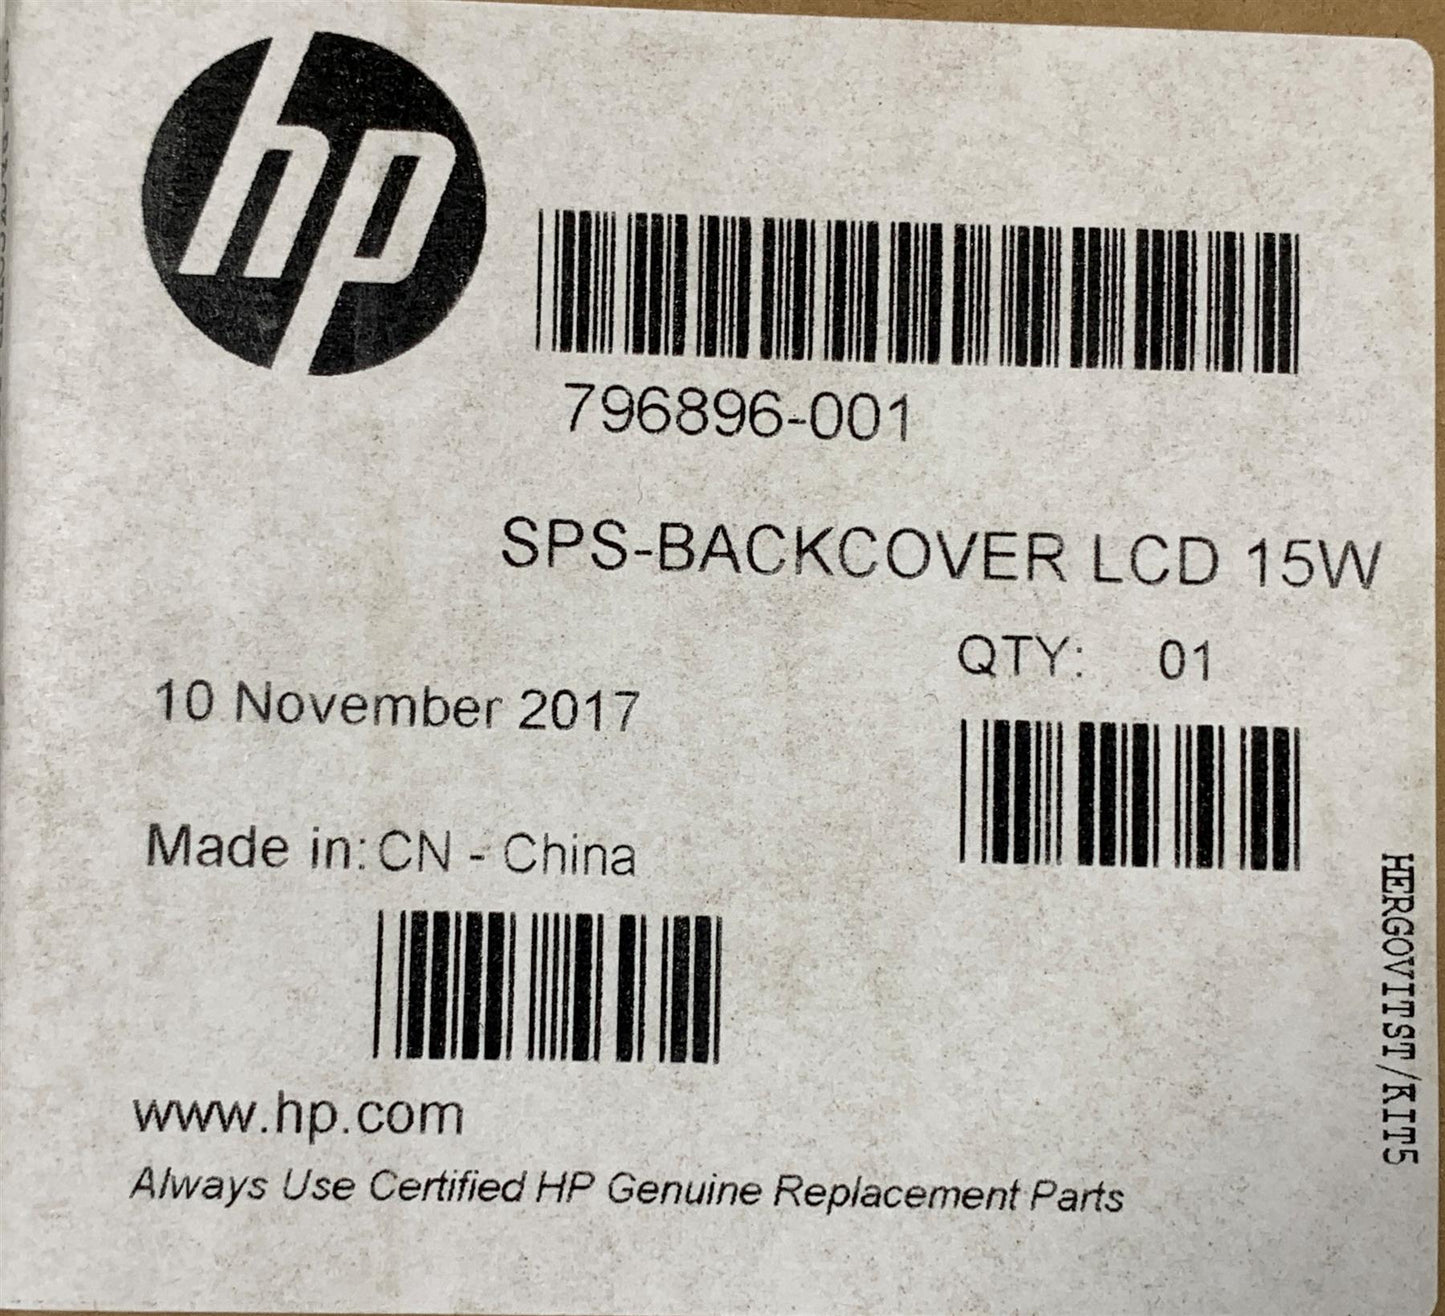 hp
796896-001
SPS-BACKCOVER LCD 15W
QTY: 01
10 November 2017
Made in: CN - China
www.hp.com
Always Use Certified HP Genuine Replacement Parts
HERGOVITST/KIT5